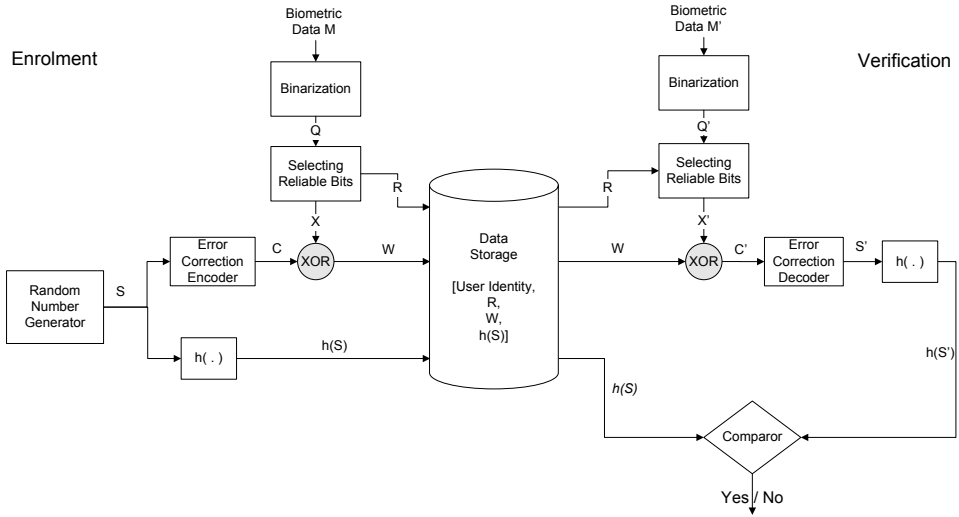 Enrolment
Biometric
Data M
Binarization
Q
Selecting
Reliable Bits
R
X
Error
Correction
Encoder
C
XOR
W
Random
Number
Generator
S
h( . )
h(S)
Data
Storage
[User Identity,
R,
W,
h(S)]
Verification
Biometric
Data M'
Binarization
Q'
Selecting
Reliable Bits
R
X'
W
XOR
C'
Error
Correction
Decoder
S'
h( . )
h(S')
h(S)
Comparor
Yes / No